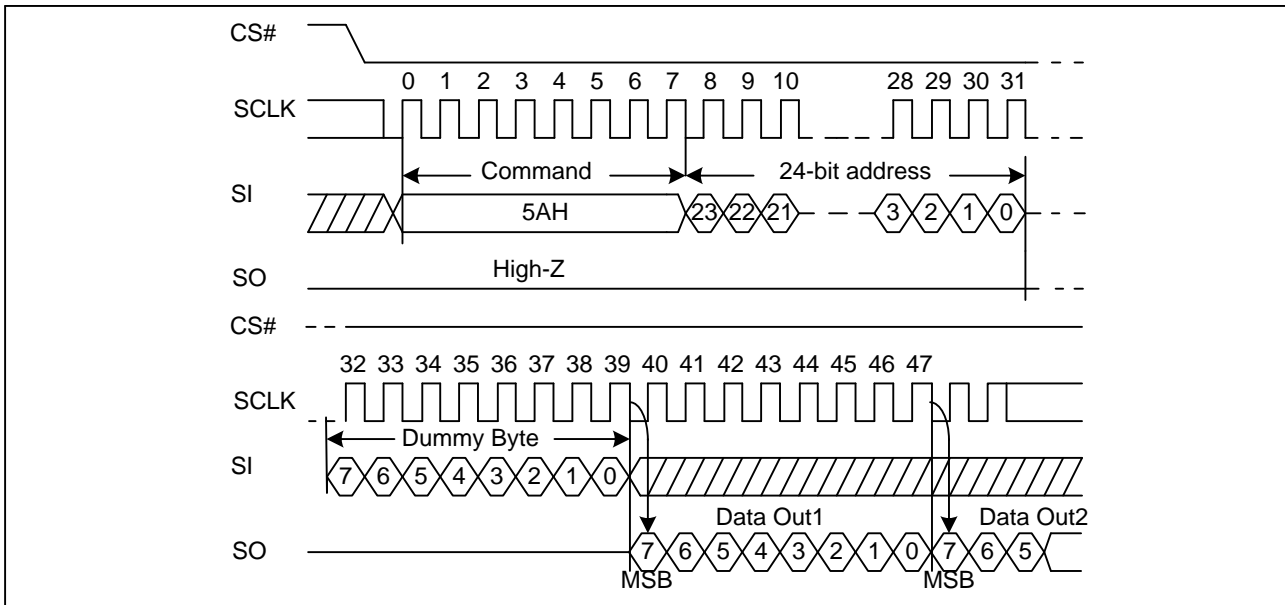 CS#
0 1 2 3 4 5 6 7 8 9 10 28 29 30 31
SCLK
Command 24-bit address
SI
5AH 23 22 21 3 2 1 0
High-Z
SO
CS#
32 33 34 35 36 37 38 39 40 41 42 43 44 45 46 47
SCLK
Dummy Byte
SI
7 6 5 4 3 2 1 0
Data Out1 Data Out2
SO
7 6 5 4 3 2 1 0 7 6 5
MSB MSB